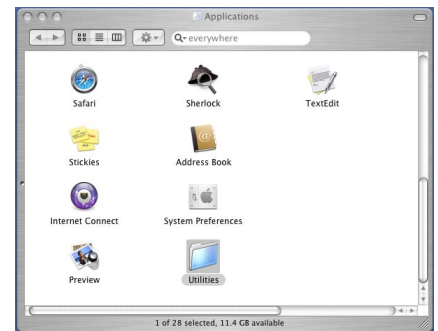 Applications
everywhere
Safari
Sherlock
TextEdit
Stickies
Address Book
Internet Connect
System Preferences
Preview
Utilities
1 of 28 selected, 11.4 GB available